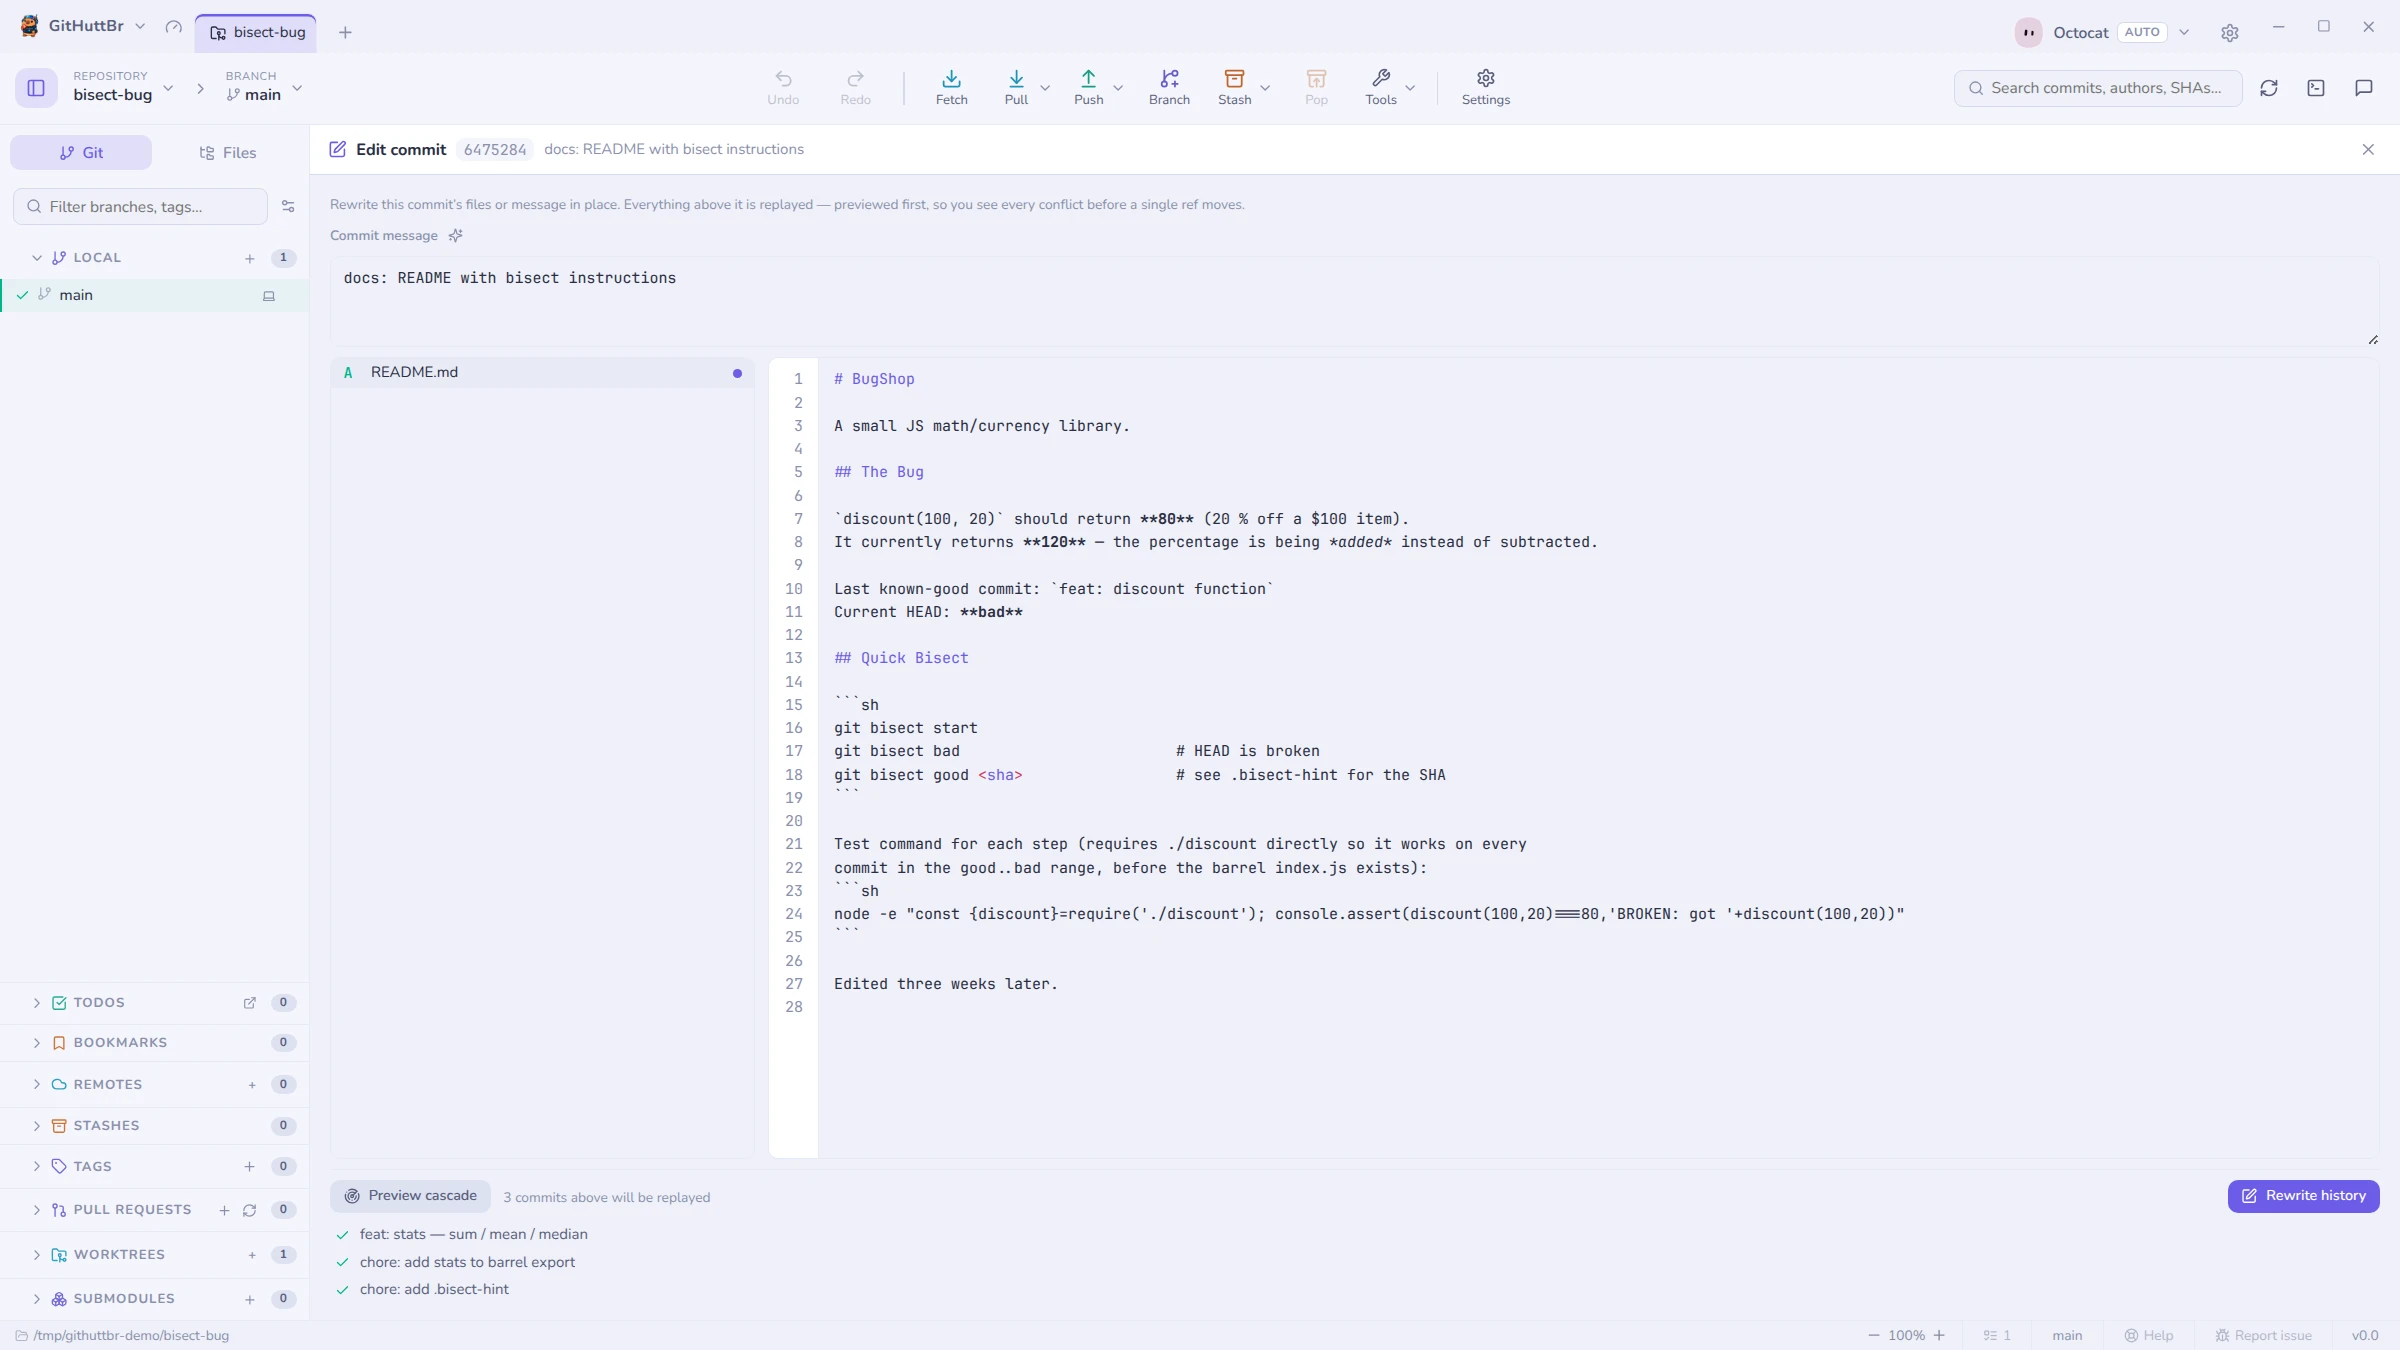 GitHuttBr
bisect-bug
Octocat
AUTO
REPOSITORY
bisect-bug
BRANCH
main
Undo
Redo
Fetch
Pull
Push
Branch
Stash
Pop
Tools
Settings
Search commits, authors, SHAs...
Git
Files
Filter branches, tags...
LOCAL
1
main
TODOS
0
BOOKMARKS
0
REMOTES
0
STASHES
0
TAGS
0
PULL REQUESTS
0
WORKTREES
1
SUBMODULES
0
Edit commit 6475284 docs: README with bisect instructions
Rewrite this commit's files or message in place. Everything above it is replayed — previewed first, so you see every conflict before a single ref moves.
Commit message
docs: README with bisect instructions
A README.md
1 # BugShop
2
3 A small JS math/currency library.
4
5 ## The Bug
6
7 `discount(100, 20)` should return **80** (20 % off a $100 item).
8 It currently returns **120** — the percentage is being *added* instead of subtracted.
9
10 Last known-good commit: `feat: discount function`
11 Current HEAD: **bad**
12
13 ## Quick Bisect
14
15 ```sh
16 git bisect start
17 git bisect bad                        # HEAD is broken
18 git bisect good <sha>                 # see .bisect-hint for the SHA
19 ```
20
21 Test command for each step (requires ./discount directly so it works on every
22 commit in the good..bad range, before the barrel index.js exists):
23 ```sh
24 node -e "const {discount}=require('./discount'); console.assert(discount(100,20)===80,'BROKEN: got '+discount(100,20))"
25 ```
26
27 Edited three weeks later.
28
Preview cascade
3 commits above will be replayed
Rewrite history
feat: stats — sum / mean / median
chore: add stats to barrel export
chore: add .bisect-hint
/tmp/githuttbr-demo/bisect-bug
100%
1
main
Help
Report issue
v0.0